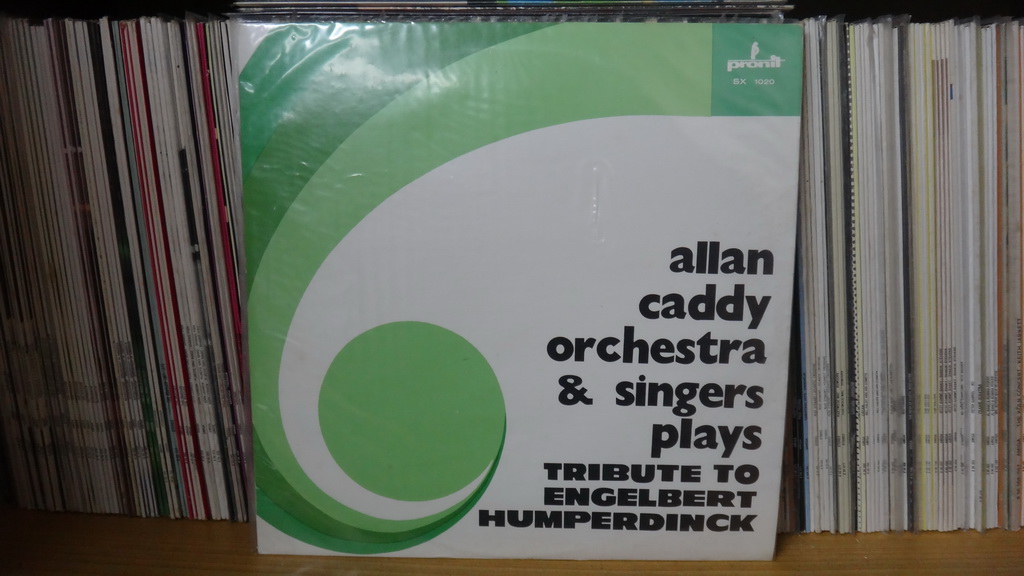 pronit
SX 1020
allan
caddy
orchestra
& singers
plays
TRIBUTE TO
ENGELBERT
HUMPERDINCK